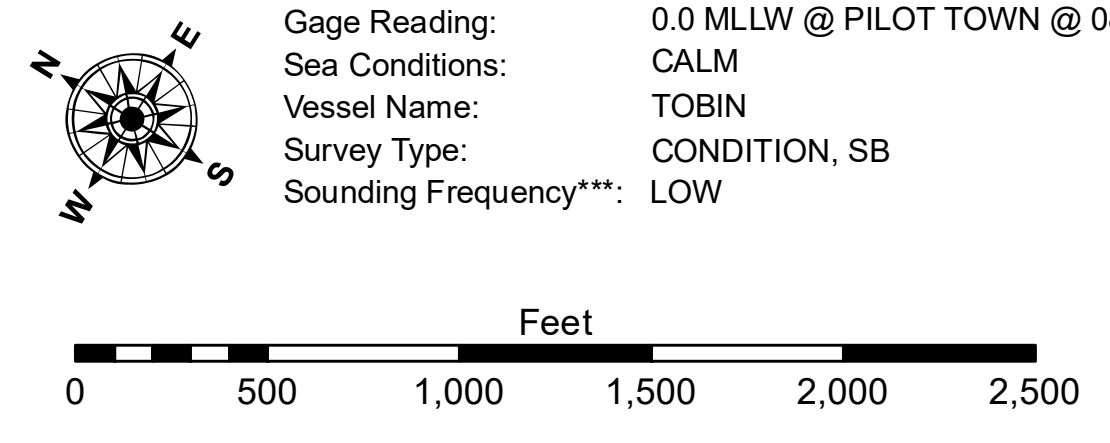 N
E
S
W
Gage Reading: 0.0 MLLW @ PILOT TOWN @
Sea Conditions: CALM
Vessel Name: TOBIN
Survey Type: CONDITION, SB
Sounding Frequency***: LOW
Feet
0 500 1,000 1,500 2,000 2,500